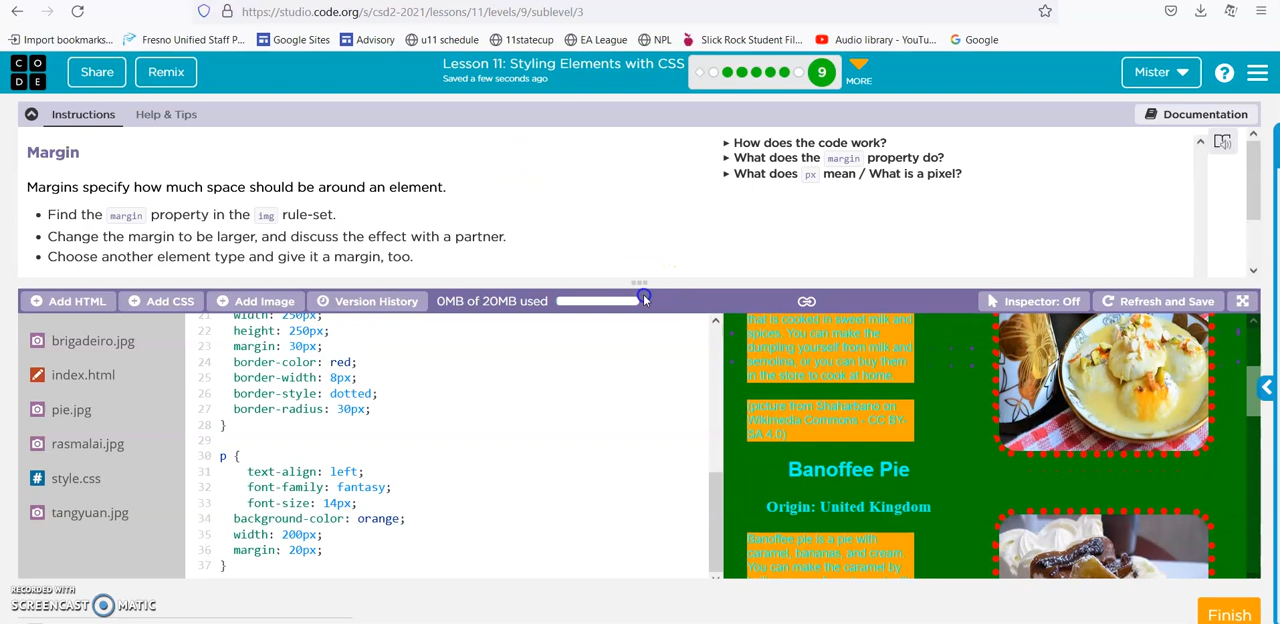 https://studio.code.org/s/csd2-2021/lessons/11/levels/9/sublevel/3
Import bookmarks...
Fresno Unified Staff P...
Google Sites
Advisory
u11 schedule
11statecup
EA League
NPL
Slick Rock Student Fil...
Audio library - YouTu...
Google
C O
D E
Share
Remix
Lesson 11: Styling Elements with CSS
Saved a few seconds ago
9
MORE
Mister
?
Instructions
Help & Tips
Documentation
Margin
Margins specify how much space should be around an element.
• Find the margin property in the img rule-set.
• Change the margin to be larger, and discuss the effect with a partner.
• Choose another element type and give it a margin, too.
▸ How does the code work?
▸ What does the margin property do?
▸ What does px mean / What is a pixel?
Add HTML
Add CSS
Add Image
Version History
0MB of 20MB used
Inspector: Off
Refresh and Save
brigadeiro.jpg
index.html
pie.jpg
rasmalai.jpg
style.css
tangyuan.jpg
21 width: 250px;
22 height: 250px;
23 margin: 30px;
24 border-color: red;
25 border-width: 8px;
26 border-style: dotted;
27 border-radius: 30px;
28 }
29
30 p {
31 text-align: left;
32 font-family: fantasy;
33 font-size: 14px;
34 background-color: orange;
35 width: 200px;
36 margin: 20px;
37 }
that is cooked in sweet milk and
spices. You can make the
dumpling yourself from milk and
semolina, or you can buy them
in the store to cook at home.
(picture from Shaharbano on
Wikimedia Commons - CC BY-
SA 4.0)
Banoffee Pie
Origin: United Kingdom
Banoffee pie is a pie with
caramel, bananas, and cream.
You can make the caramel by
RECORDED WITH
SCREENCAST MATIC
Finish